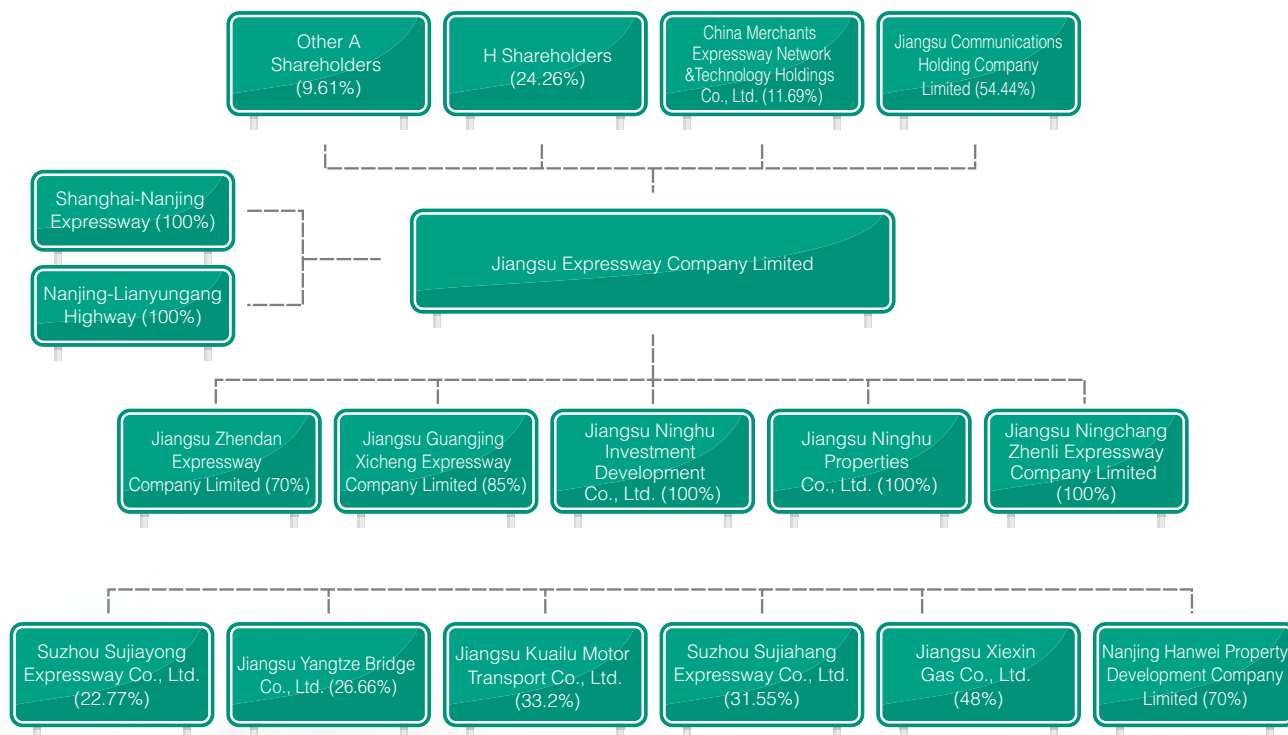 Other A
Shareholders
(9.61%)
H Shareholders
(24.26%)
China Merchants
Expressway Network
&Technology Holdings
Co., Ltd. (11.69%)
Jiangsu Communications
Holding Company
Limited (54.44%)
Shanghai-Nanjing
Expressway (100%)
Nanjing-Lianyungang
Highway (100%)
Jiangsu Expressway Company Limited
Jiangsu Zhendan
Expressway
Company Limited (70%)
Jiangsu Guangjing
Xicheng Expressway
Company Limited (85%)
Jiangsu Ninghu
Investment
Development
Co., Ltd. (100%)
Jiangsu Ninghu
Properties
Co., Ltd. (100%)
Jiangsu Ningchang
Zhenli Expressway
Company Limited
(100%)
Suzhou Sujiayong
Expressway Co., Ltd.
(22.77%)
Jiangsu Yangtze Bridge
Co., Ltd. (26.66%)
Jiangsu Kuailu Motor
Transport Co., Ltd.
(33.2%)
Suzhou Sujiahang
Expressway Co., Ltd.
(31.55%)
Jiangsu Xiexin
Gas Co., Ltd.
(48%)
Nanjing Hanwei Property
Development Company
Limited (70%)